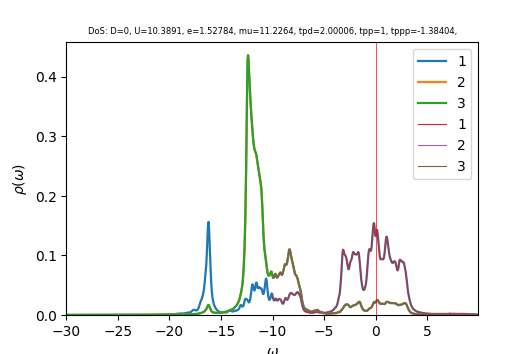 DoS: D=0, U=10.3891, e=1.52784, mu=11.2264, tpd=2.00006, tpp=1, tppp=-1.38404,
ρ(ω)
0.4
0.3
0.2
0.1
0.0
1
2
3
1
2
3
−30 −25 −20 −15 −10 −5 0 5
ω